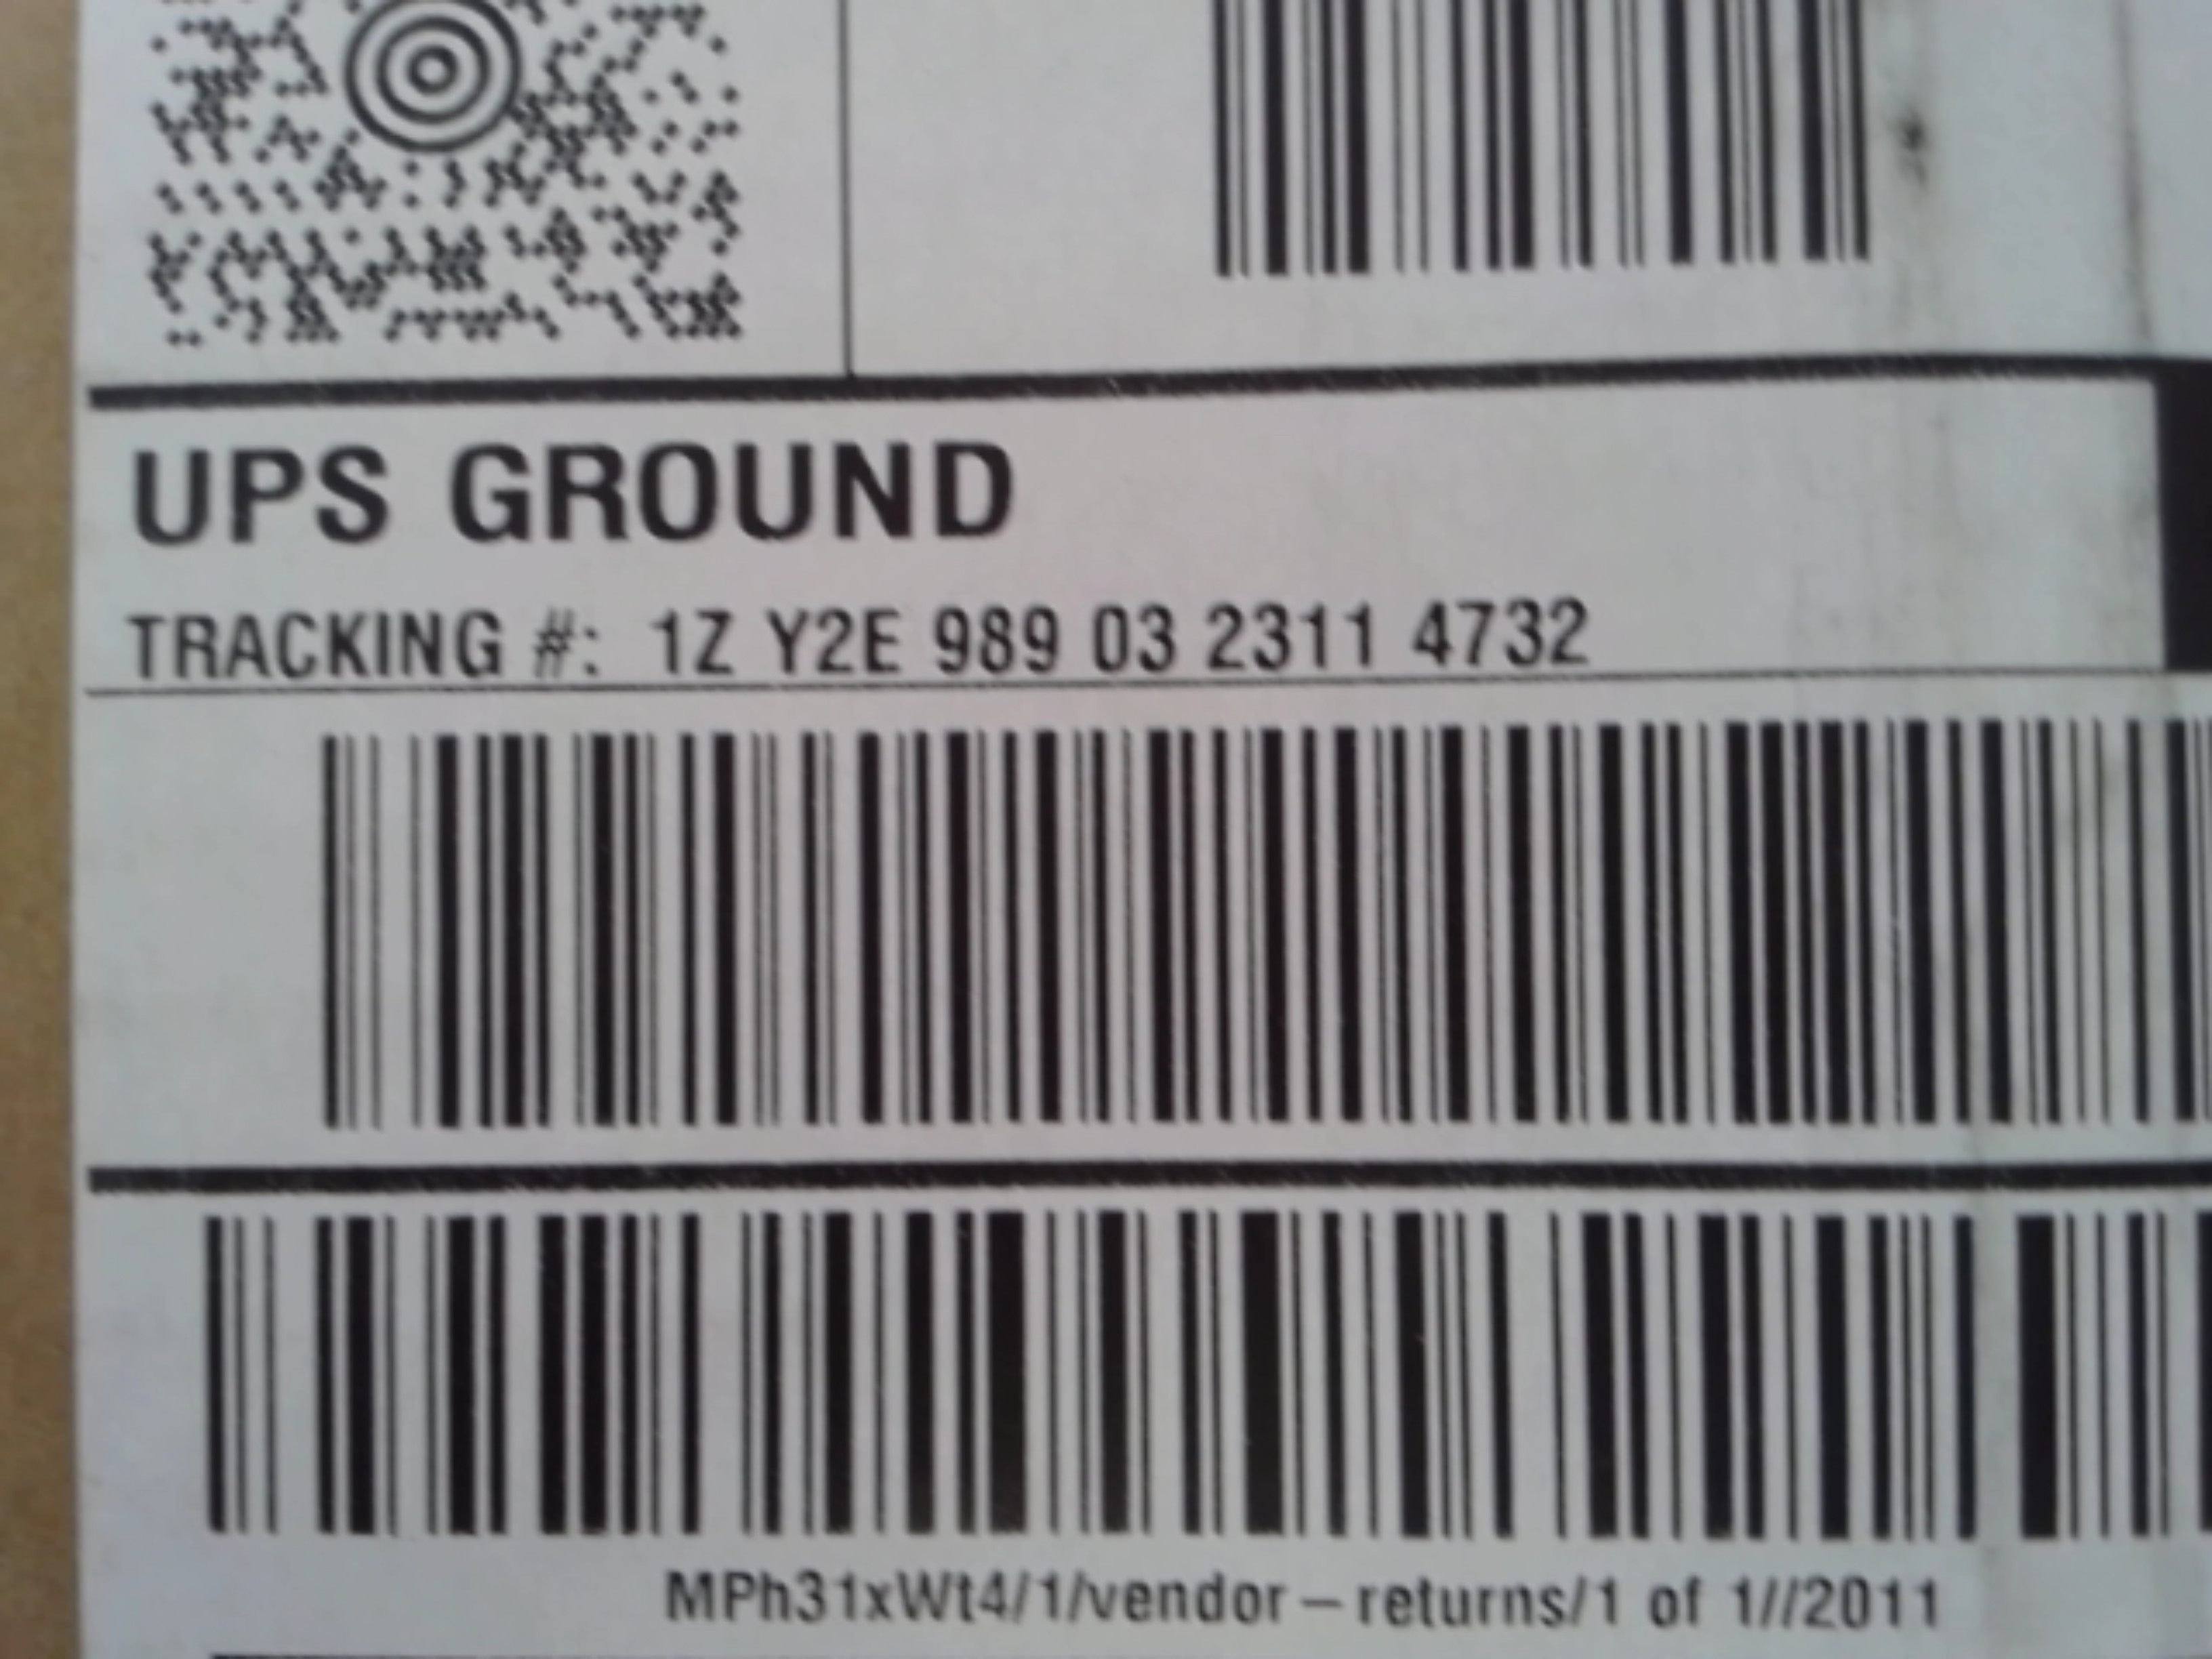 UPS GROUND
TRACKING #: 1Z Y2E 989 03 2311 4732
MPh31xWt4/1/vendor – returns/1 of 1//2011